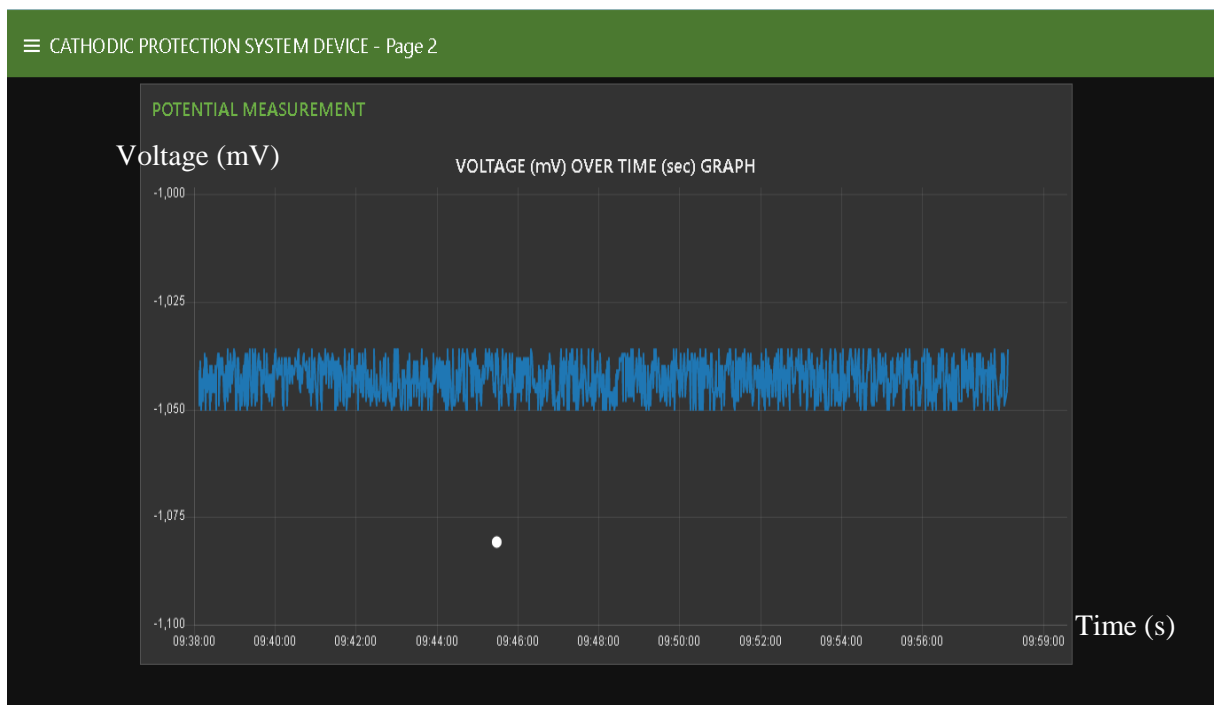 ≡ CATHODIC PROTECTION SYSTEM DEVICE - Page 2
POTENTIAL MEASUREMENT
Voltage (mV)
VOLTAGE (mV) OVER TIME (sec) GRAPH
-1,000
-1,025
-1,050
-1,075
-1,100
09:38:00 09:40:00 09:42:00 09:44:00 09:46:00 09:48:00 09:50:00 09:52:00 09:54:00 09:56:00 09:59:00
Time (s)